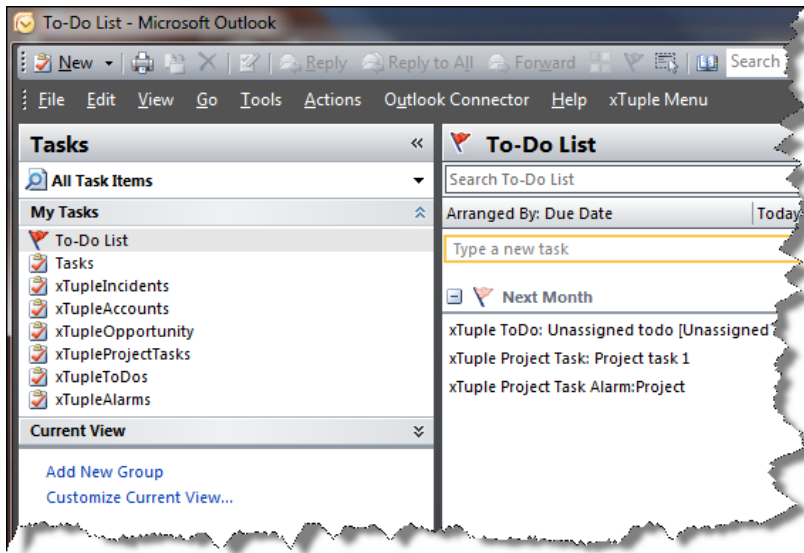 To-Do List - Microsoft Outlook
New Reply Reply to All Forward Search
File Edit View Go Tools Actions Outlook Connector Help xTuple Menu
Tasks «
All Task Items
My Tasks
To-Do List
Tasks
xTupleIncidents
xTupleAccounts
xTupleOpportunity
xTupleProjectTasks
xTupleToDos
xTupleAlarms
Current View
Add New Group
Customize Current View...
To-Do List
Search To-Do List
Arranged By: Due Date Today
Type a new task
Next Month
xTuple ToDo: Unassigned todo [Unassigned
xTuple Project Task: Project task 1
xTuple Project Task Alarm:Project